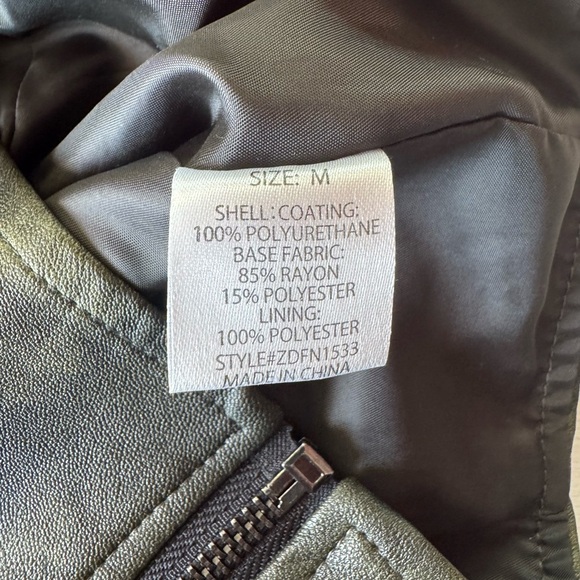 SIZE: M
SHELL:COATING:
100% POLYURETHANE
BASE FABRIC:
85% RAYON
15% POLYESTER
LINING:
100% POLYESTER
STYLE#ZDFN1533
MADE IN CHINA